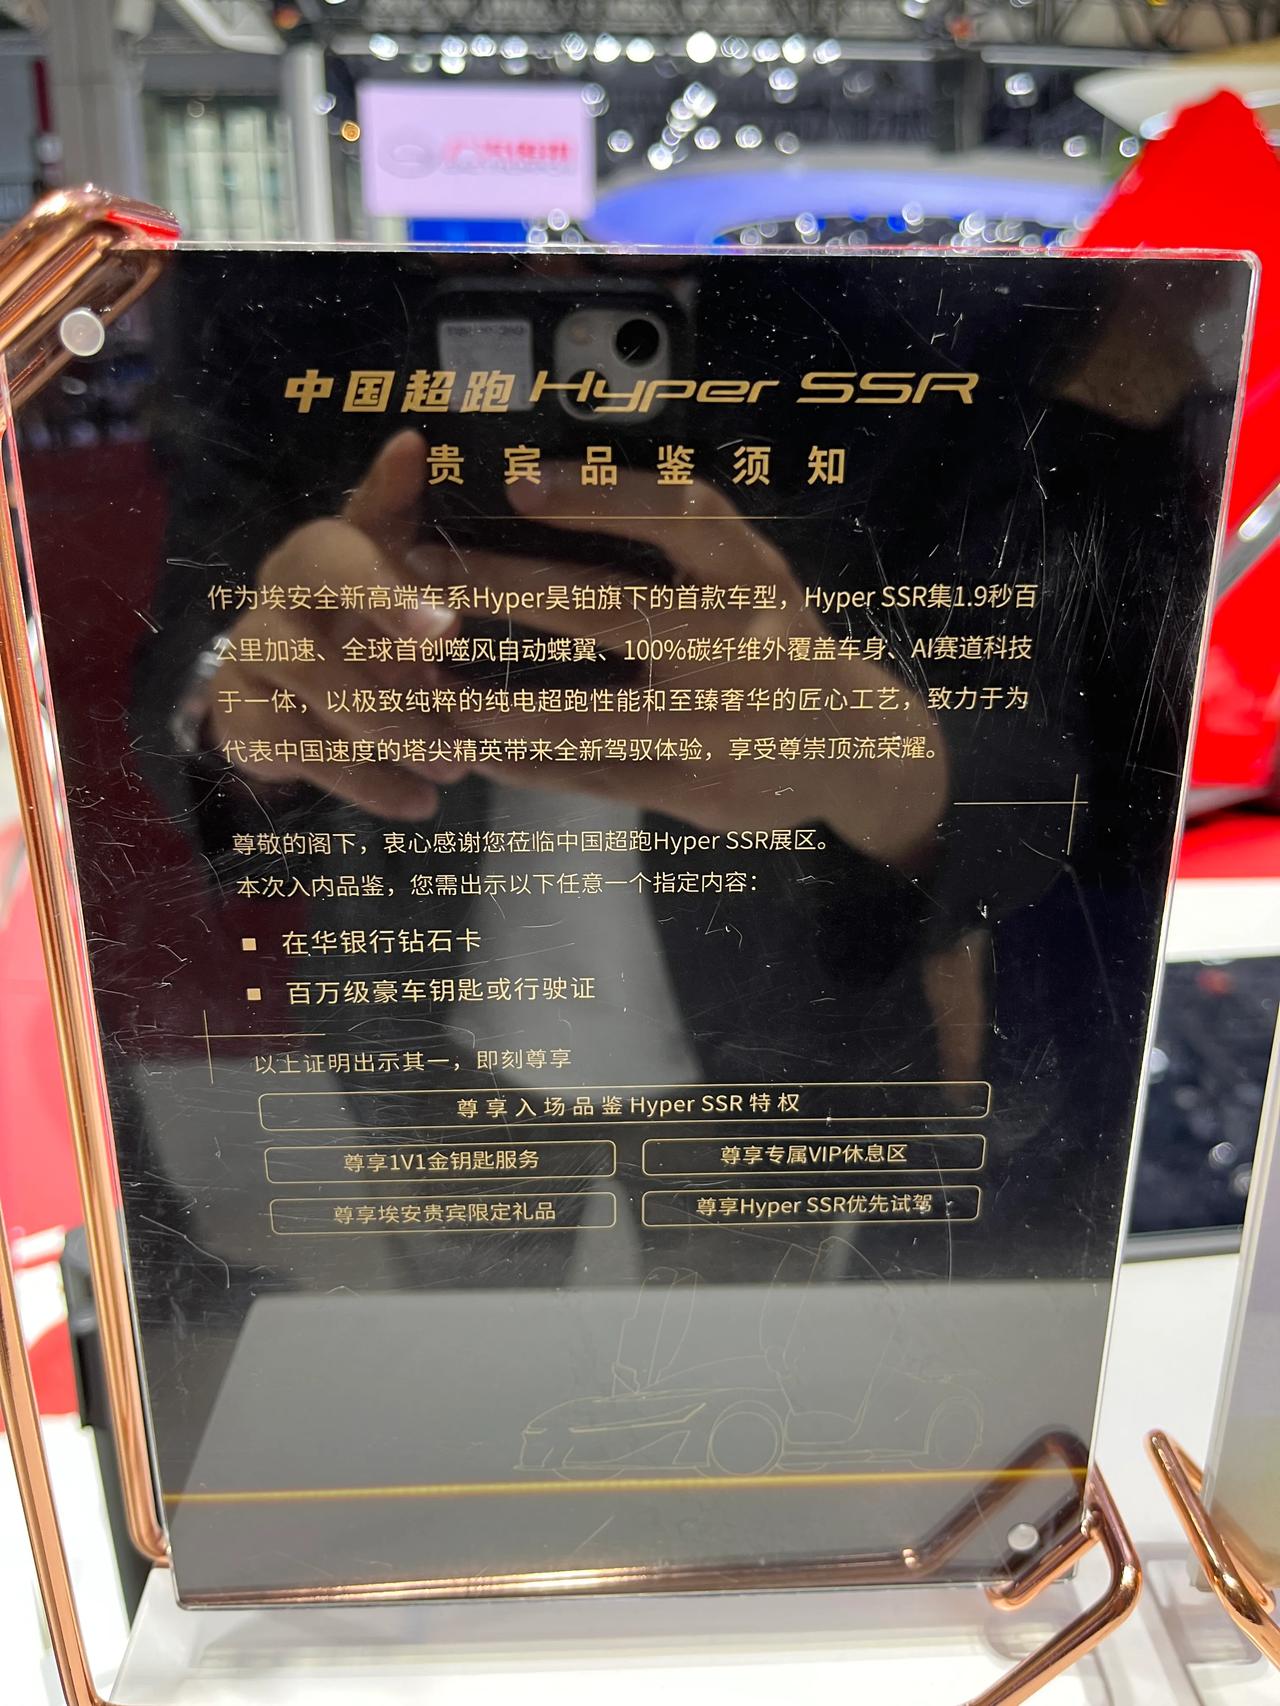 中国超跑 Hyper SSR
贵宾品鉴须知
作为埃安全新高端车系Hyper昊铂旗下的首款车型，Hyper SSR集1.9秒百
公里加速、全球首创噬风自动蝶翼、100%碳纤维外覆盖车身、AI赛道科技
于一体，以极致纯粹的纯电超跑性能和至臻奢华的匠心工艺，致力于为
代表中国速度的塔尖精英带来全新驾驭体验，享受尊崇顶流荣耀。
尊敬的阁下，衷心感谢您莅临中国超跑Hyper SSR展区。
本次入内品鉴，您需出示以下任意一个指定内容：
■ 在华银行钻石卡
■ 百万级豪车钥匙或行驶证
以上证明出示其一，即刻尊享
尊享入场品鉴Hyper SSR特权
尊享1V1金钥匙服务
尊享专属VIP休息区
尊享埃安贵宾限定礼品
尊享Hyper SSR优先试驾